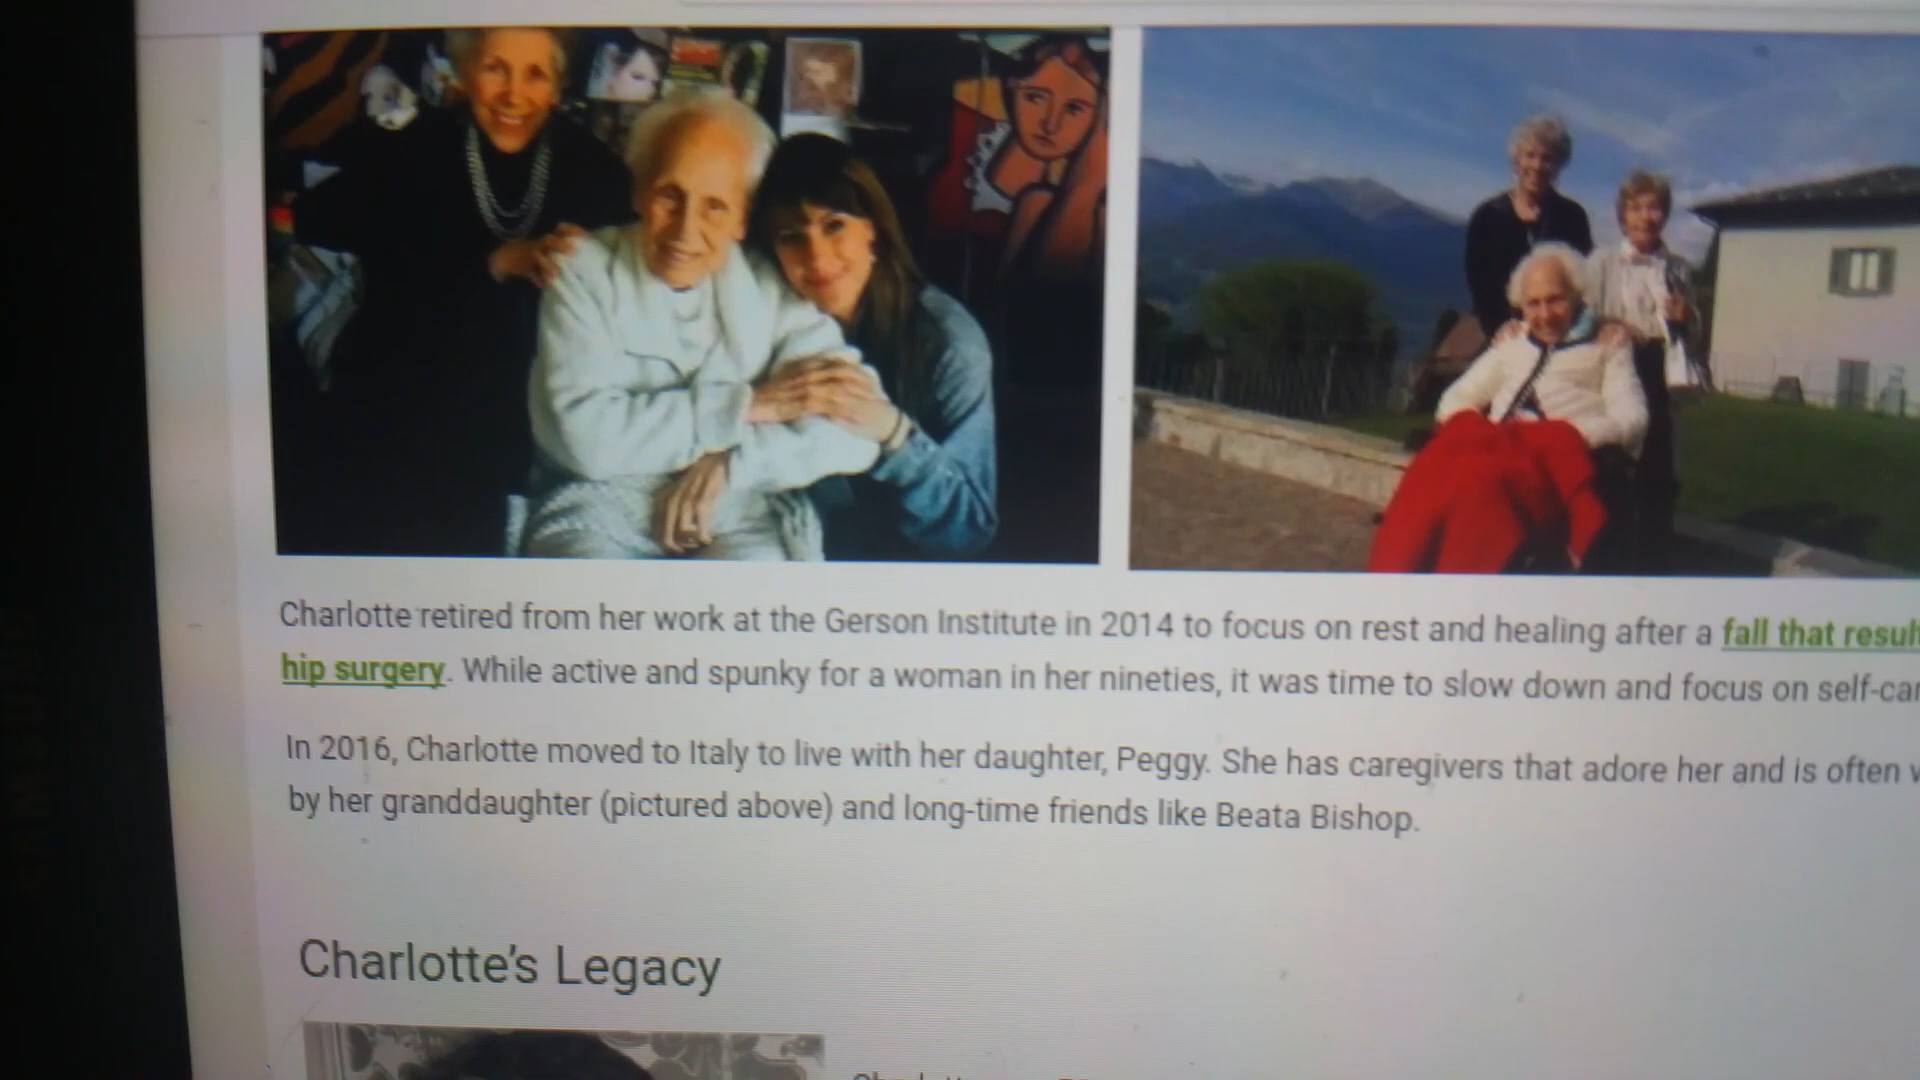 Charlotte retired from her work at the Gerson Institute in 2014 to focus on rest and healing after a fall that
hip surgery. While active and spunky for a woman in her nineties, it was time to slow down and focus on
In 2016, Charlotte moved to Italy to live with her daughter, Peggy. She has caregivers that adore her and is often
by her granddaughter (pictured above) and long-time friends like Beata Bishop.
Charlotte's Legacy